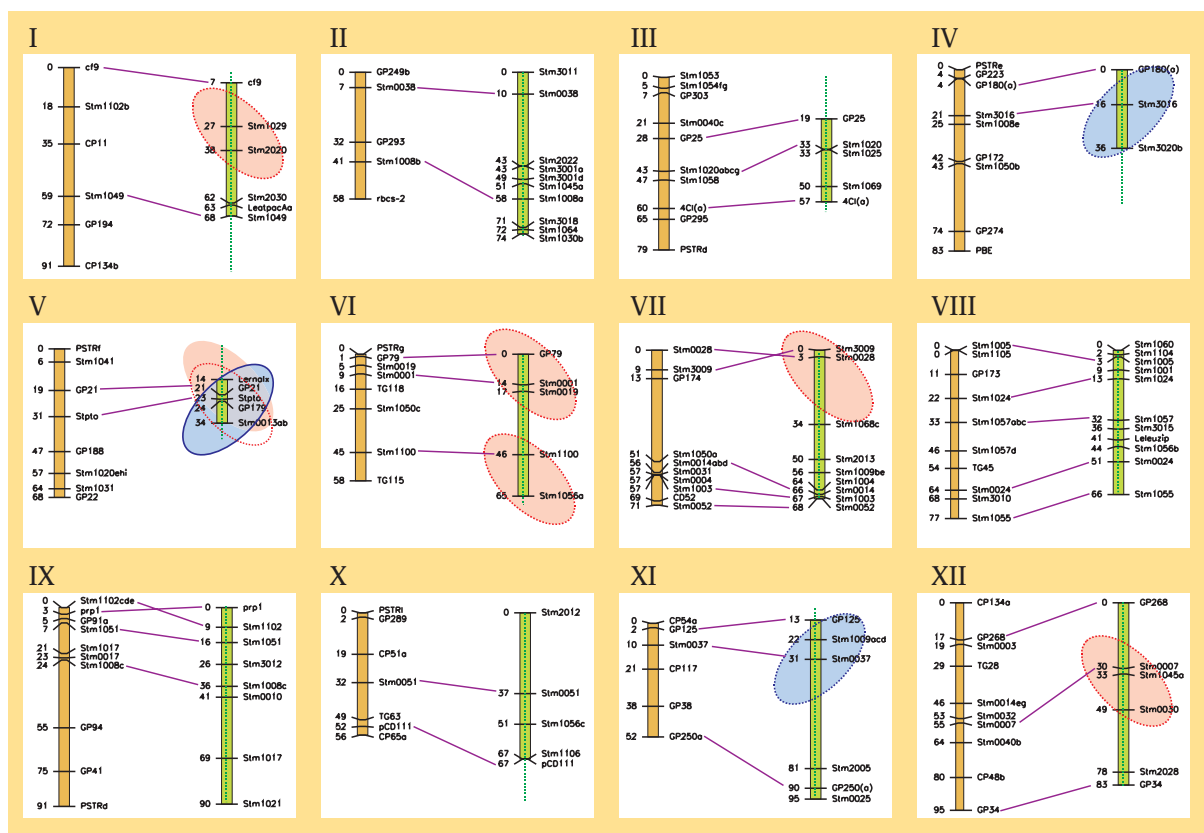 I
0 cf9
18 Stm1102b
35 CP11
59 Stm1049
72 GP194
91 CP134b
7 cf9
27 Stm1029
38 Stm2020
62 Stm2030
63 LeatpacAa
68 Stm1049
II
0 GP249b
7 Stm0038
32 GP293
41 Stm1008b
58 rbcs-2
0 Stm3011
10 Stm0038
43 Stm2022
43 Stm3001a
49 Stm3001d
51 Stm1045a
58 Stm1008a
71 Stm3018
72 Stm1064
74 Stm1030b
III
0 Stm1053
5 Stm1054fg
7 GP303
21 Stm0040c
28 GP25
43 Stm1020abcg
47 Stm1058
60 4Cl(a)
65 GP295
79 PSTRd
19 GP25
33 Stm1020
33 Stm1025
50 Stm1069
57 4Cl(a)
IV
0 PSTRe
4 GP223
4 GP180(a)
21 Stm3016
25 Stm1008e
42 GP172
43 Stm1050b
74 GP274
83 PBE
0 GP180(a)
16 Stm3016
36 Stm3020b
V
0 PSTRf
6 Stm1041
19 GP21
31 Stpto
47 GP188
57 Stm1020ehi
64 Stm1031
68 GP22
14 Lernalx
21 GP21
23 Stpto
24 GP179
34 Stm0013ab
VI
0 PSTRg
1 GP79
5 Stm0019
9 Stm0001
16 TG118
25 Stm1050c
45 Stm1100
58 TG115
0 GP79
14 Stm0001
17 Stm0019
46 Stm1100
65 Stm1056a
VII
0 Stm0028
9 Stm3009
13 GP174
51 Stm1050a
56 Stm0014abd
57 Stm0031
57 Stm0004
57 Stm1003
69 CD52
71 Stm0052
0 Stm3009
3 Stm0028
34 Stm1068c
50 Stm2013
56 Stm1009be
64 Stm1004
66 Stm0014
67 Stm1003
68 Stm0052
VIII
0 Stm1005
0 Stm1105
11 GP173
22 Stm1024
33 Stm1057abc
46 Stm1057d
54 TG45
64 Stm0024
68 Stm3010
77 Stm1055
0 Stm1060
2 Stm1104
3 Stm1005
9 Stm1001
13 Stm1024
32 Stm1057
36 Stm3015
41 Leleuzip
44 Stm1056b
51 Stm0024
66 Stm1055
IX
0 Stm1102cde
3 prp1
5 GP91a
7 Stm1051
21 Stm1017
23 Stm0017
24 Stm1008c
55 GP94
75 GP41
91 PSTRd
0 prp1
9 Stm1102
16 Stm1051
26 Stm3012
36 Stm1008c
41 Stm0010
69 Stm1017
90 Stm1021
X
0 PSTRl
2 GP289
19 CP51a
32 Stm0051
49 TG63
52 pCD111
56 CP65a
0 Stm2012
37 Stm0051
51 Stm1056c
67 Stm1106
67 pCD111
XI
0 CP54a
2 GP125
10 Stm0037
21 CP117
38 GP38
52 GP250a
13 GP125
22 Stm1009acd
31 Stm0037
81 Stm2005
90 GP250(a)
95 Stm0025
XII
0 CP134a
17 GP268
19 Stm0003
29 TG28
46 Stm0014eg
53 Stm0032
55 Stm0007
64 Stm0040b
80 CP48b
95 GP34
0 GP268
30 Stm0007
33 Stm1045a
49 Stm0030
78 Stm2028
83 GP34